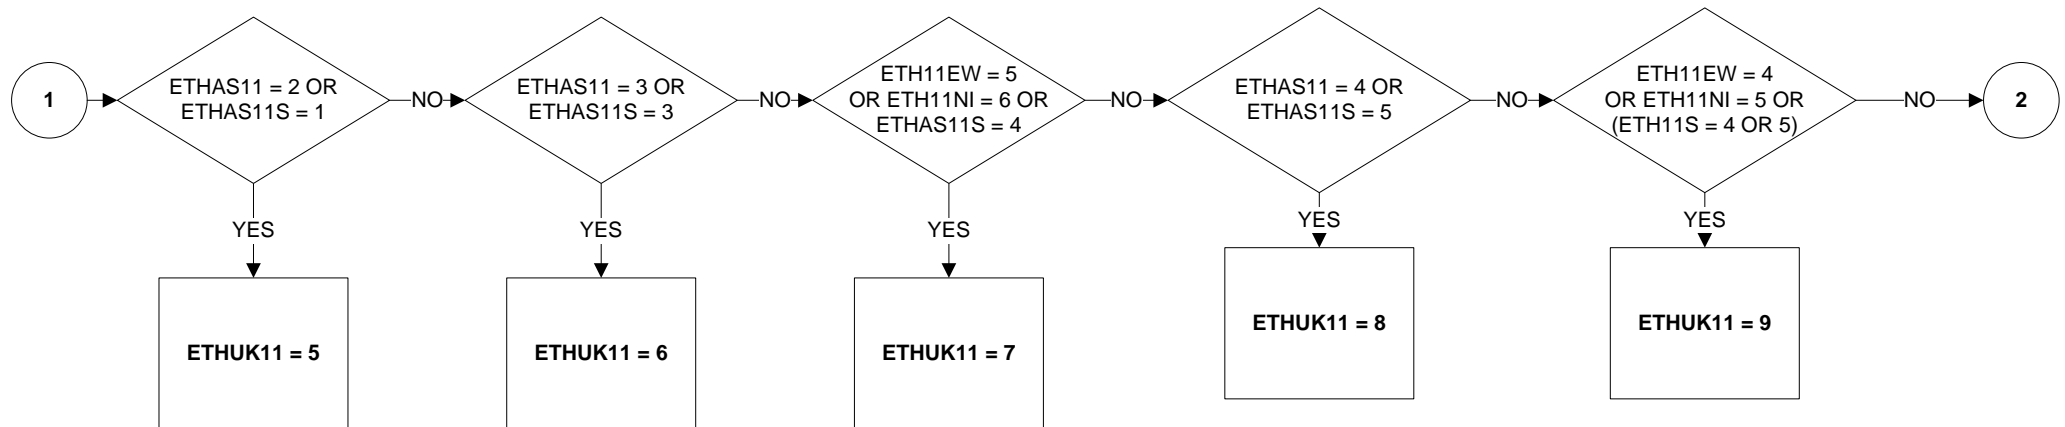 1
ETHAS11 = 2 OR
ETHAS11S = 1
NO
ETHAS11 = 3 OR
ETHAS11S = 3
NO
ETH11EW = 5
OR ETH11NI = 6 OR
ETHAS11S = 4
NO
ETHAS11 = 4 OR
ETHAS11S = 5
NO
ETH11EW = 4
OR ETH11NI = 5 OR
(ETH11S = 4 OR 5)
NO
2
YES
YES
YES
YES
YES
ETHUK11 = 5
ETHUK11 = 6
ETHUK11 = 7
ETHUK11 = 8
ETHUK11 = 9